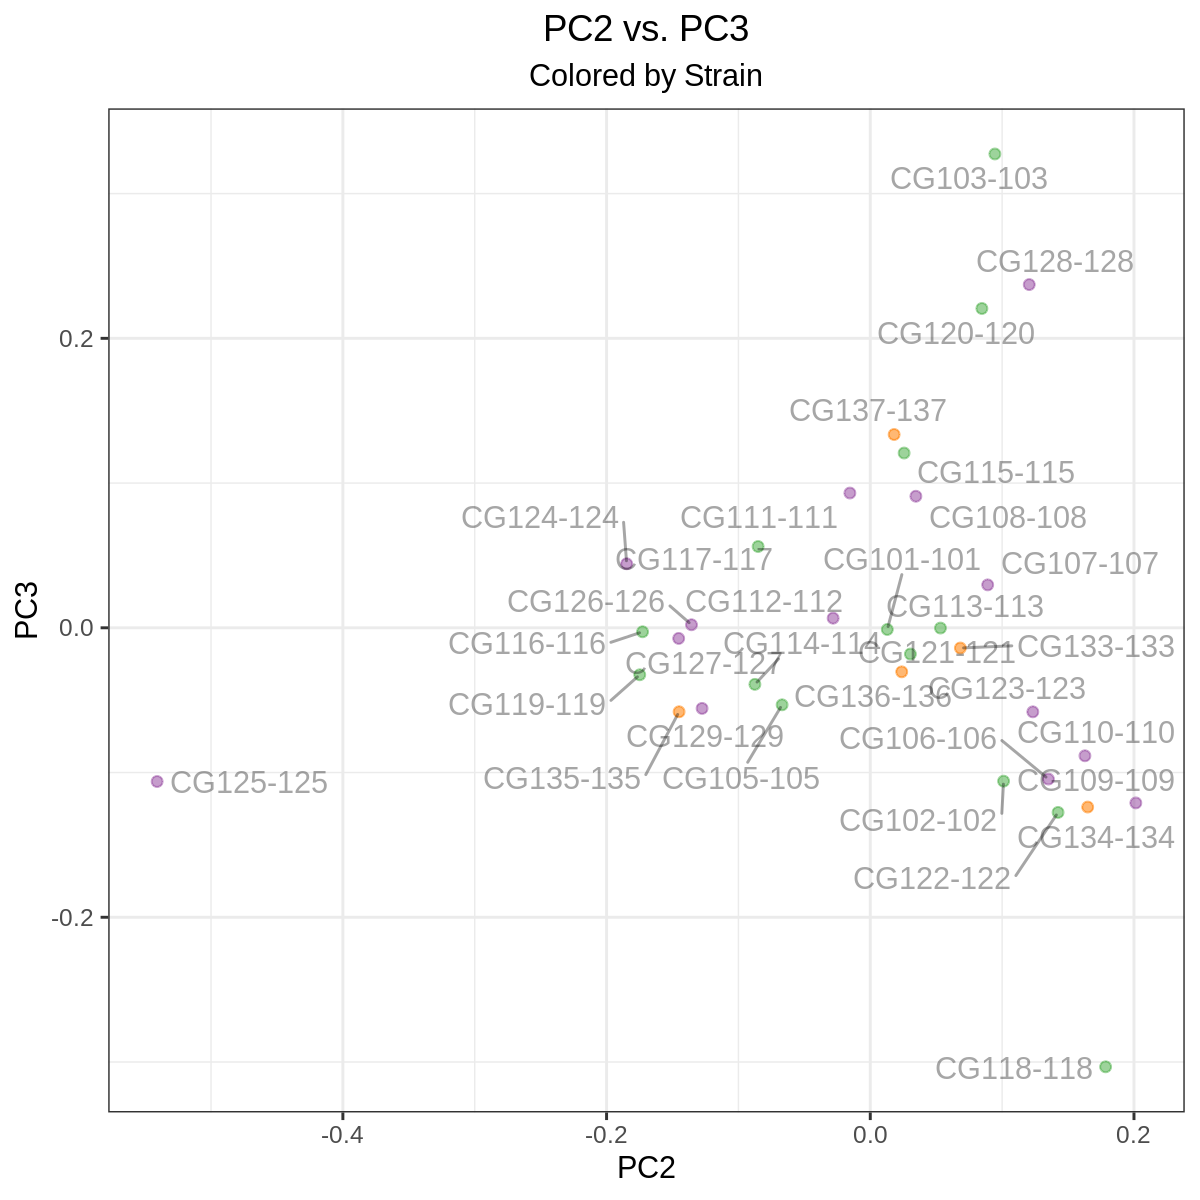 PC2 vs. PC3
Colored by Strain
CG103-103
CG128-128
CG120-120
CG137-137
CG115-115
CG124-124
CG111-111
CG108-108
CG117-117
CG101-101
CG107-107
CG126-126
CG112-112
CG113-113
CG116-116
CG114-114
CG121-121
CG133-133
CG127-127
CG119-119
CG136-136
CG123-123
CG129-129
CG106-106
CG110-110
CG125-125
CG135-135
CG105-105
CG109-109
CG102-102
CG134-134
CG122-122
CG118-118
0.2
0.0
-0.2
PC3
-0.4
-0.2
0.0
0.2
PC2